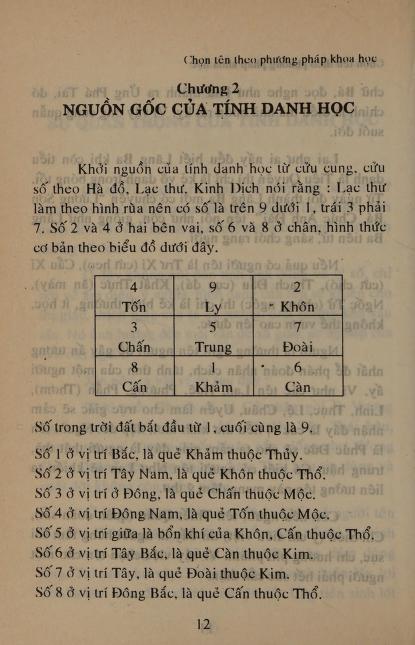 Chọn tên theo phương pháp khoa học
Chương 2
NGUỒN GỐC CỦA TÍNH DANH HỌC
Khởi nguồn của tính danh học từ cửu cung, cửu
số theo Hà đồ, Lạc thư, Kinh Dịch nói rằng : Lạc thư
làm theo hình rùa nên có số là trên 9 dưới 1, trái 3 phải
7. Số 2 và 4 ở hai bên vai, số 6 và 8 ở chân, hình thức
cơ bản theo biểu đồ dưới đây.
4 9 2
Tốn Ly Khôn
3 5 7
Chấn Trung Đoài
8 1 6
Cấn Khảm Càn
Số trong trời đất bắt đầu từ 1, cuối cùng là 9.
Số 1 ở vị trí Bắc, là quẻ Khảm thuộc Thủy.
Số 2 ở vị trí Tây Nam, là quẻ Khôn thuộc Thổ.
Số 3 ở vị trí ở Đông, là quẻ Chấn thuộc Mộc.
Số 4 ở vị trí Đông Nam, là quẻ Tốn thuộc Mộc.
Số 5 ở vị trí giữa là bổn khí của Khôn, Cấn thuộc Thổ.
Số 6 ở vị trí Tây Bắc, là quẻ Càn thuộc Kim.
Số 7 ở vị trí Tây, là quẻ Đoài thuộc Kim.
Số 8 ở vị trí Đông Bắc, là quẻ Cấn thuộc Thổ.
12